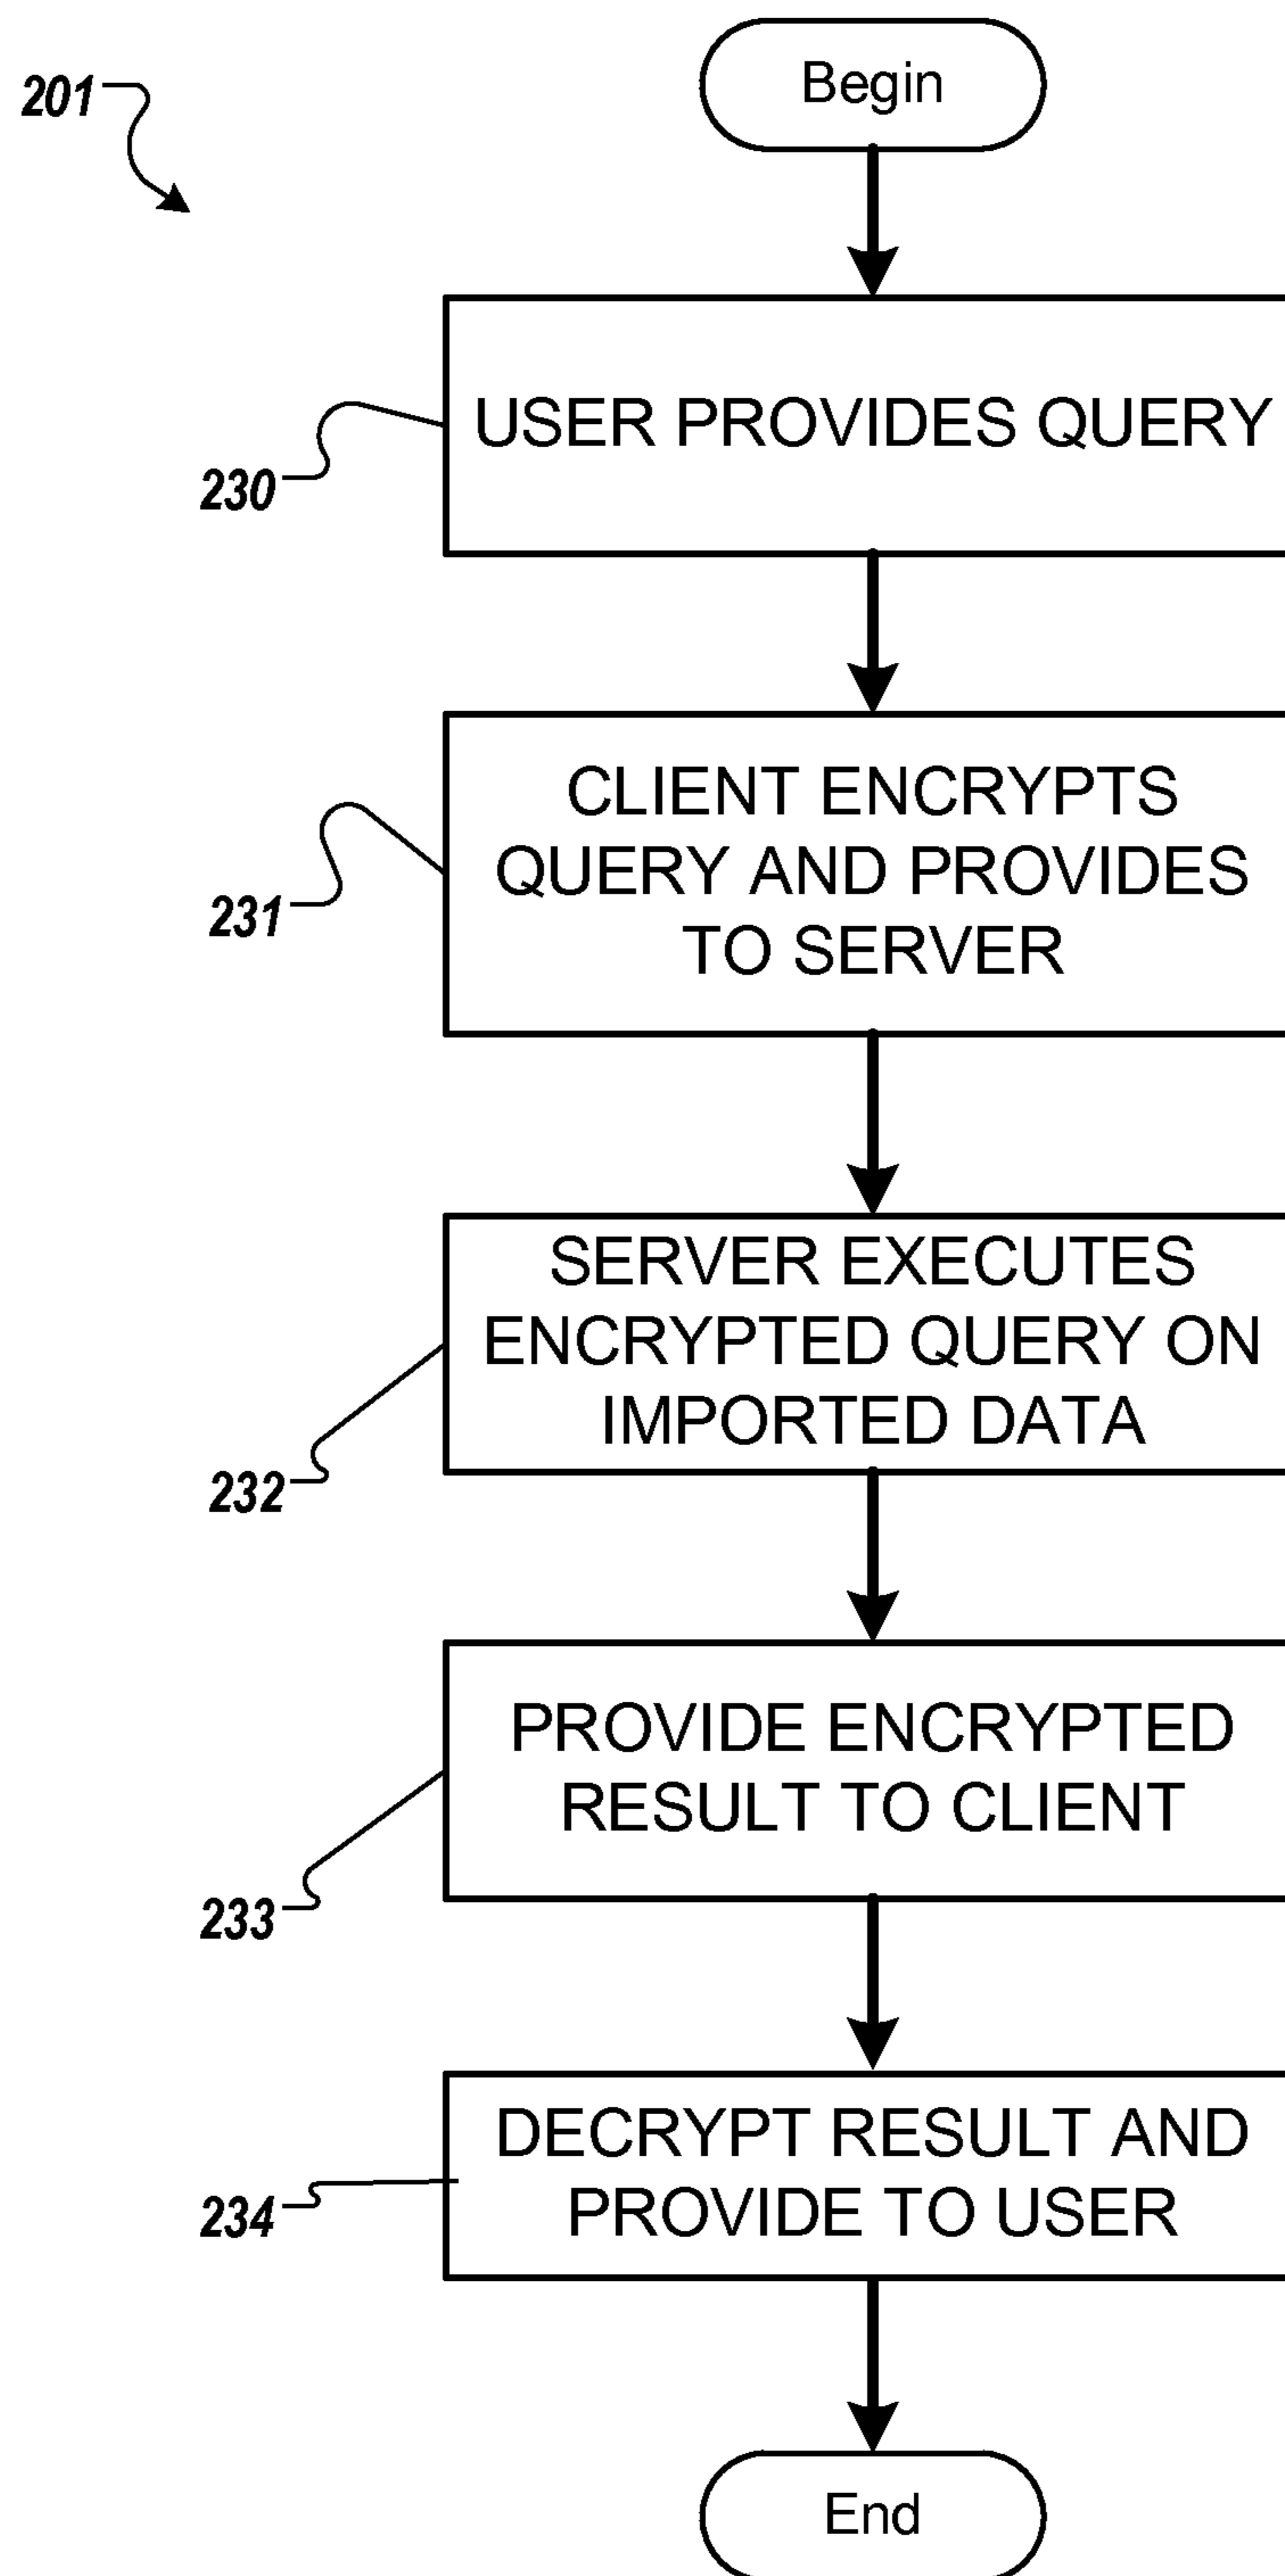 201
Begin
USER PROVIDES QUERY
230
CLIENT ENCRYPTS
QUERY AND PROVIDES
TO SERVER
231
SERVER EXECUTES
ENCRYPTED QUERY ON
IMPORTED DATA
232
PROVIDE ENCRYPTED
RESULT TO CLIENT
233
DECRYPT RESULT AND
PROVIDE TO USER
234
End